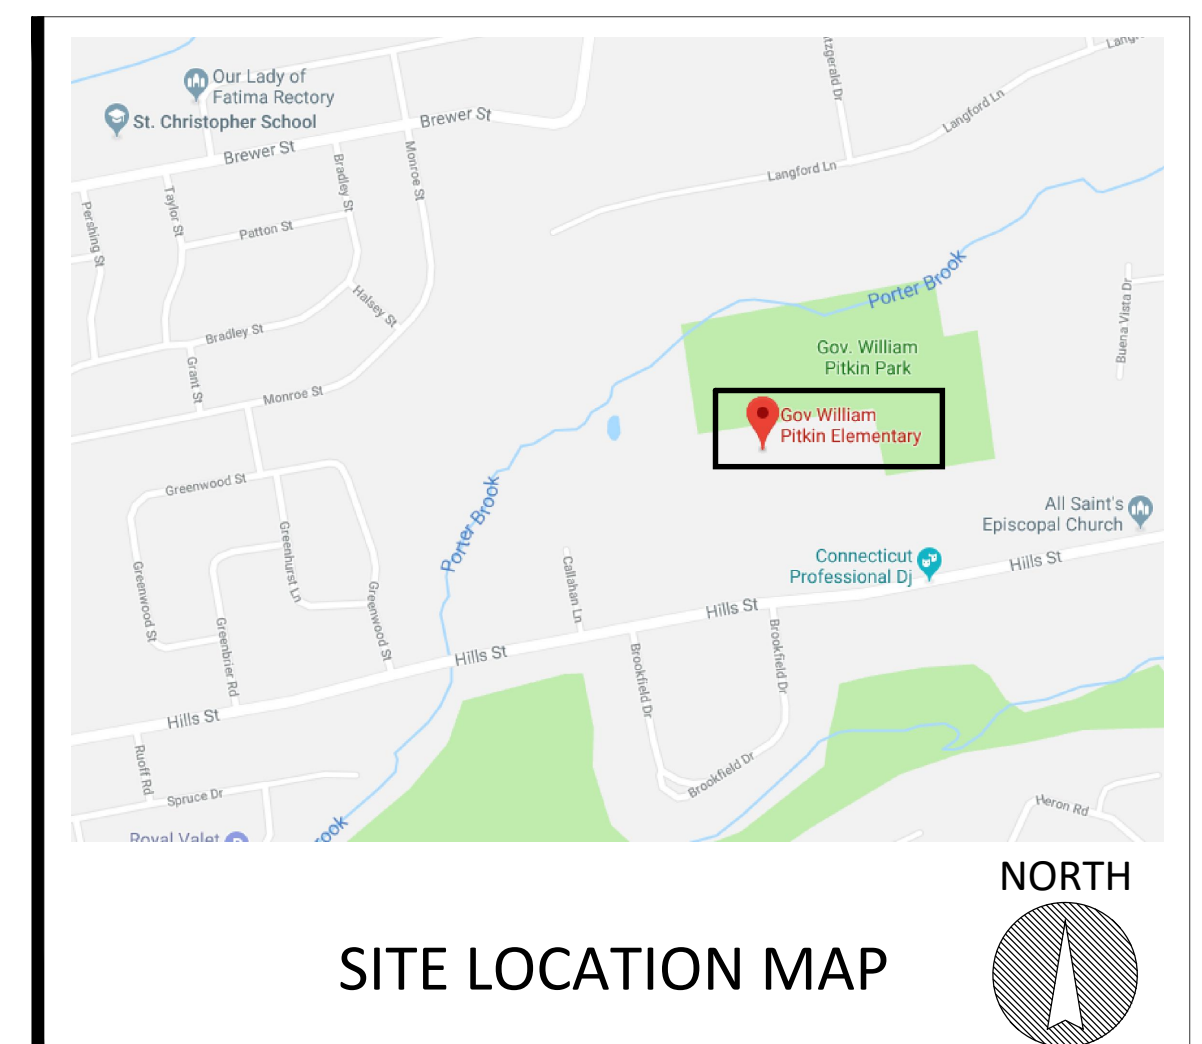 Our Lady of
Fatima Rectory
St. Christopher School
Brewer St
Brewer St
Langford Ln
Langford Ln
Monroe St
Bradley St
Taylor St
Pershing St
Patton St
Halsey St
Bradley St
Grant St
Monroe St
Porter Brook
Buena Vista Dr
Gov. William
Pitkin Park
Gov William
Pitkin Elementary
Greenwood St
Porter Brook
All Saint's
Episcopal Church
Connecticut
Professional Dj
Hills St
Greenhurst Ln
Callahan Ln
Greenwood St
Greenwood St
Greenbrier Rd
Hills St
Hills St
Brookfield Dr
Brookfield Dr
Hills St
Ruoff Rd
Brookfield Dr
Spruce Dr
Heron Rd
Royal Valet
NORTH
SITE LOCATION MAP